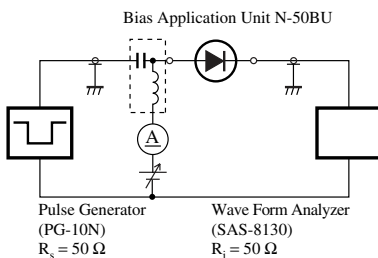 Bias Application Unit N-50BU
A
Pulse Generator
(PG-10N)
Rs = 50 Ω
Wave Form Analyzer
(SAS-8130)
Ri = 50 Ω